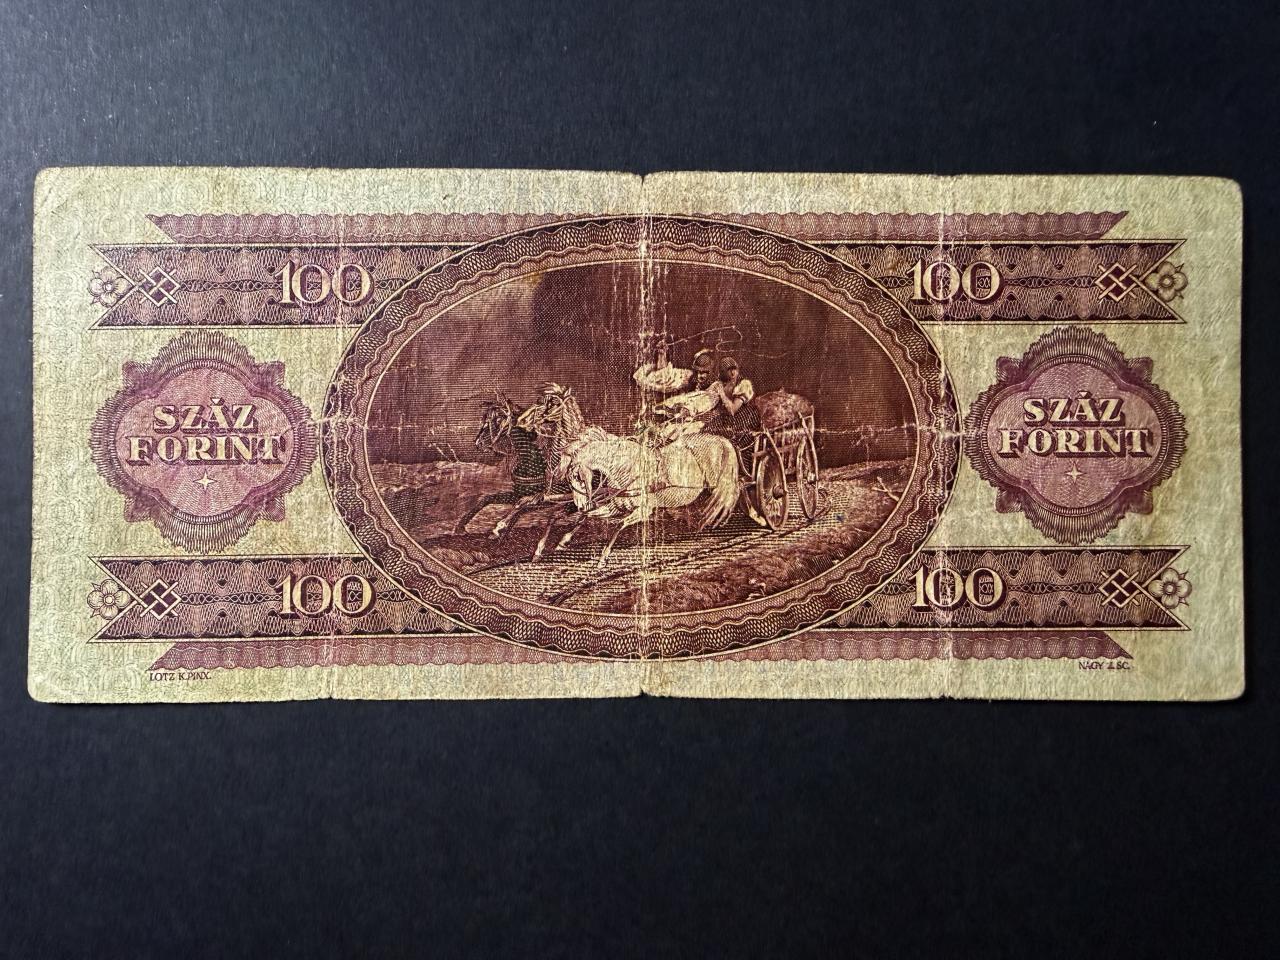 100 100
SZÁZ
FORINT
SZÁZ
FORINT
100 100
LOTZ K.PINX.
NAGY Z. SC.